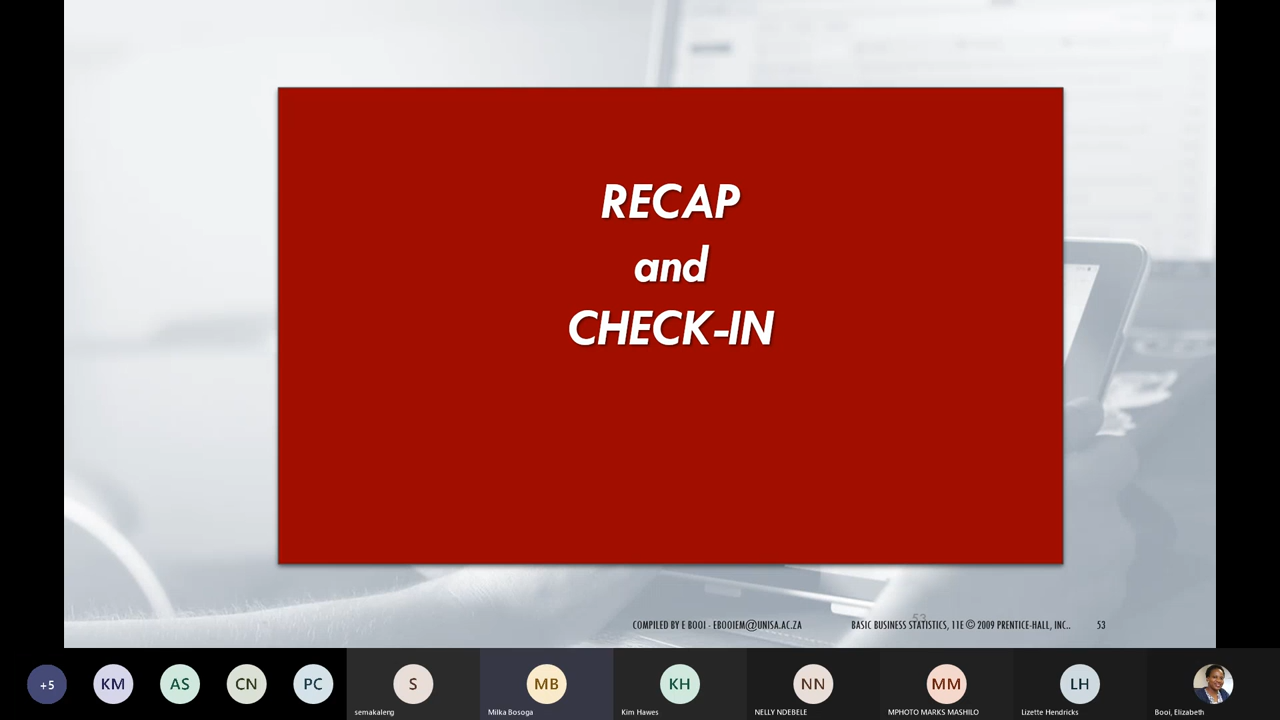 RECAP
and
CHECK-IN
53
COMPILED BY E BOOI - EBOOIEM@UNISA.AC.ZA
BASIC BUSINESS STATISTICS, 11E © 2009 PRENTICE-HALL, INC..
53
+5
KM
AS
CN
PC
S
MB
KH
NN
MM
LH
semakaleng
Milka Bosoga
Kim Hawes
NELLY NDEBELE
MPHOTO MARKS MASHILO
Lizette Hendricks
Booi, Elizabeth